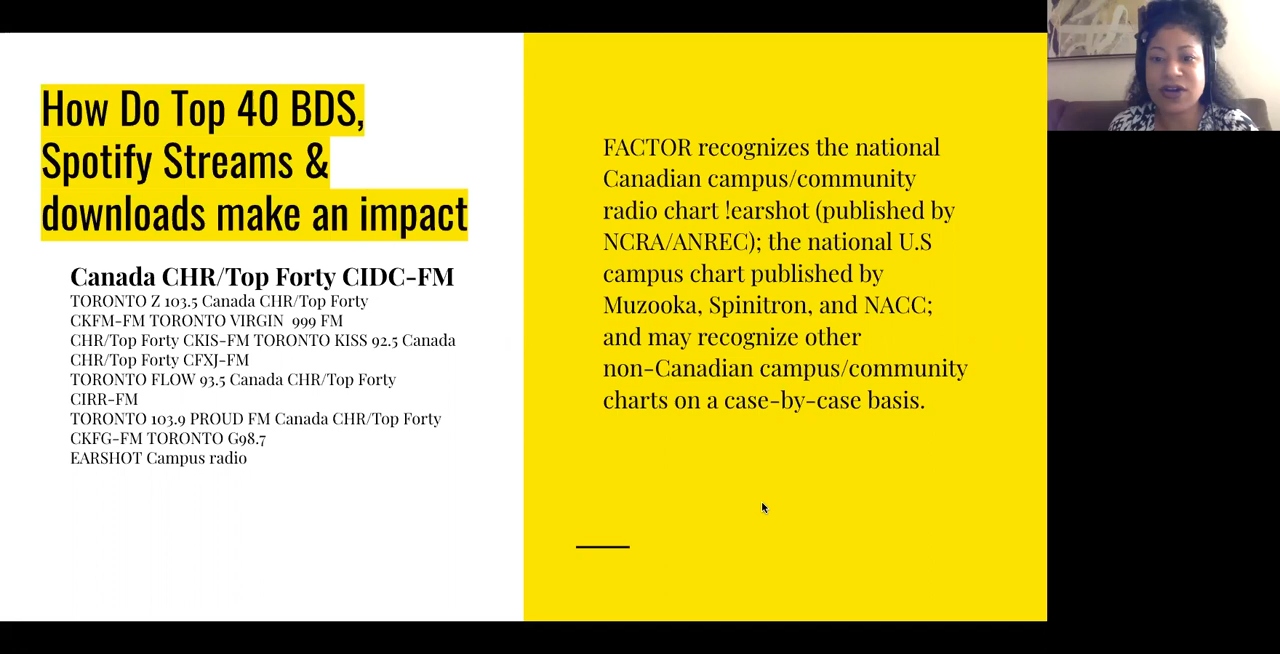 How Do Top 40 BDS,
Spotify Streams &
downloads make an impact
Canada CHR/Top Forty CIDC-FM
TORONTO Z 103.5 Canada CHR/Top Forty
CKFM-FM TORONTO VIRGIN  999 FM
CHR/Top Forty CKIS-FM TORONTO KISS 92.5 Canada
CHR/Top Forty CFXJ-FM
TORONTO FLOW 93.5 Canada CHR/Top Forty
CIRR-FM
TORONTO 103.9 PROUD FM Canada CHR/Top Forty
CKFG-FM TORONTO G98.7
EARSHOT Campus radio
FACTOR recognizes the national
Canadian campus/community
radio chart !earshot (published by
NCRA/ANREC); the national U.S
campus chart published by
Muzooka, Spinitron, and NACC;
and may recognize other
non-Canadian campus/community
charts on a case-by-case basis.